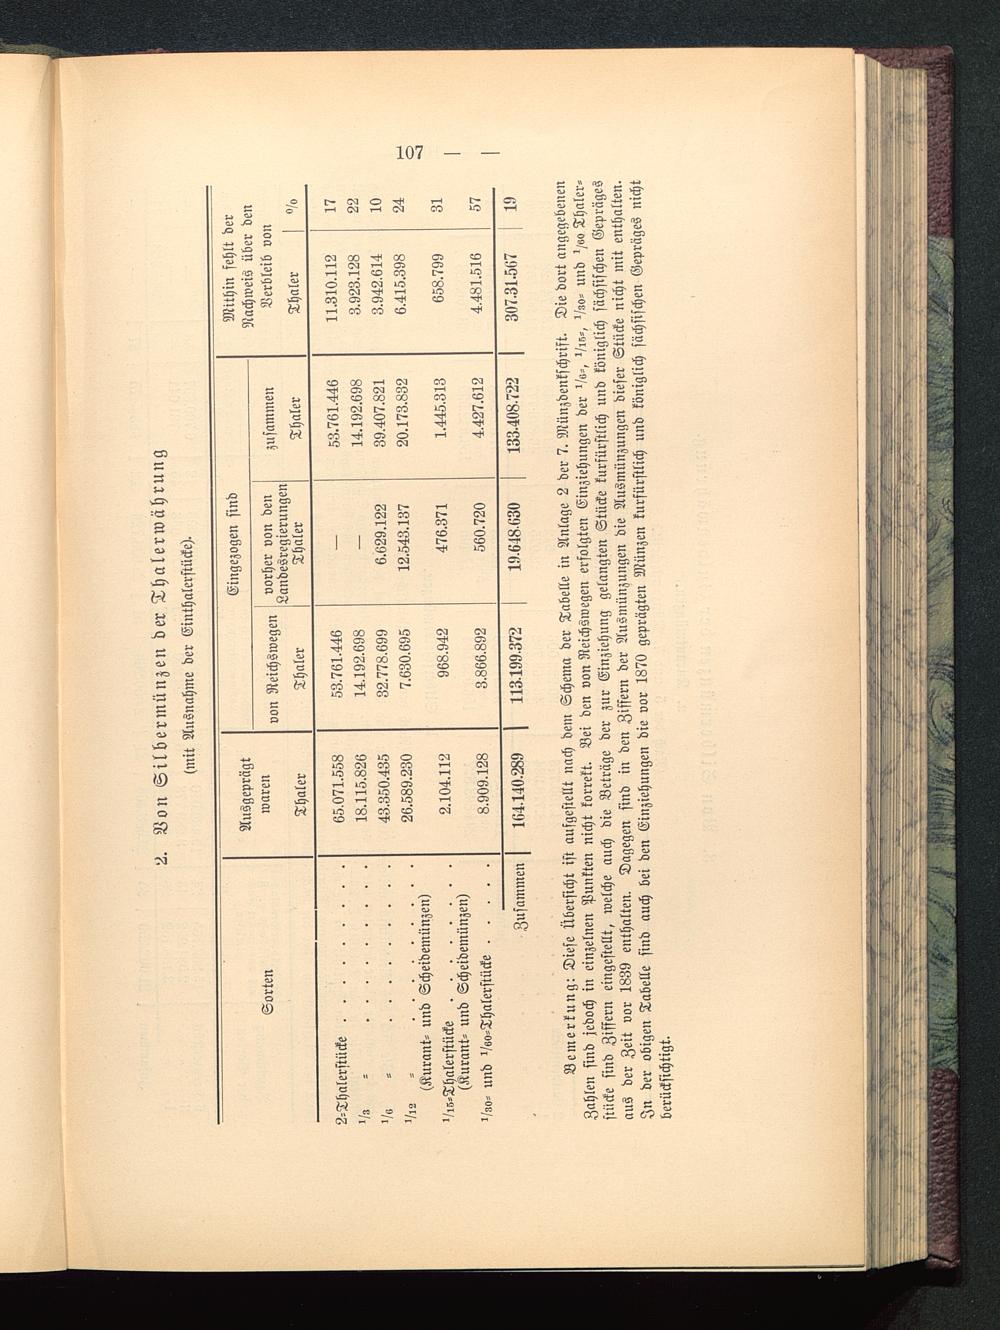 107 — —
2. Von Silbermünzen der Thalerwährung
(mit Ausnahme der Einthalerstücke).
Sorten | Ausgeprägt waren | Eingezogen sind | Mithin fehlt der Nachweis über den Verbleib von
von Reichswegen | vorher von den Landesregierungen | zusammen
Thaler | Thaler | Thaler | Thaler | Thaler | %
2=Thalerstücke . . . . . . . | 65.071.558 | 53.761.446 | — | 53.761.446 | 11.310.112 | 17
1/3 = . . . . . . . | 18.115.826 | 14.192.698 | — | 14.192.698 | 3.923.128 | 22
1/6 = . . . . . . . | 43.350.435 | 32.778.699 | 6.629.122 | 39.407.821 | 3.942.614 | 10
1/12 = . . . . . . . | 26.589.230 | 7.630.695 | 12.543.137 | 20.173.832 | 6.415.398 | 24
(Kurant= und Scheidemünzen)
1/15=Thalerstücke . . . . . . | 2.104.112 | 968.942 | 476.371 | 1.445.313 | 658.799 | 31
(Kurant= und Scheidemünzen)
1/30= und 1/60=Thalerstücke . . . . | 8.909.128 | 3.866.892 | 560.720 | 4.427.612 | 4.481.516 | 57
Zusammen | 164.140.289 | 113.199.372 | 19.648.630 | 133.408.722 | 307.31.567 | 19
Bemerkung: Diese Übersicht ist aufgestellt nach dem Schema der Tabelle in Anlage 2 der 7. Münzdenkschrift. Die dort angegebenen
Zahlen sind jedoch in einzelnen Punkten nicht korrekt. Bei den von Reichswegen erfolgten Einziehungen der 1/6=, 1/15=, 1/30= und 1/60 Thaler=
stücke sind Ziffern eingestellt, welche auch die Beträge der zur Einziehung gelangten Stücke kurfürstlich und königlich sächsischen Gepräges
aus der Zeit vor 1839 enthalten. Dagegen sind in den Ziffern der Ausmünzungen die Ausmünzungen dieser Stücke nicht mit enthalten.
In der obigen Tabelle sind auch bei den Einziehungen die vor 1870 geprägten Münzen kurfürstlich und königlich sächsischen Gepräges nicht
berücksichtigt.